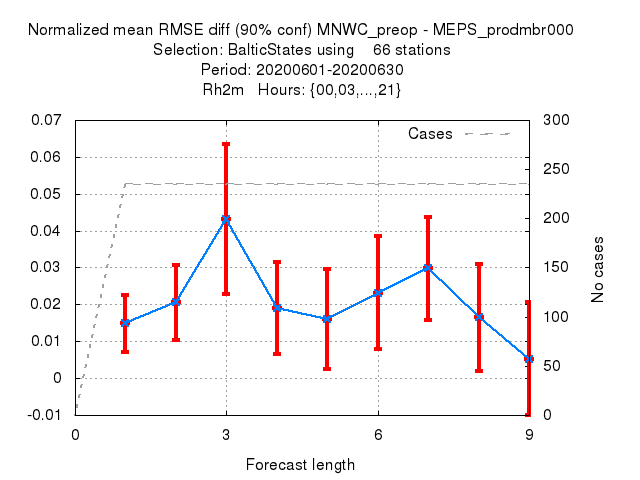 Normalized mean RMSE diff (90% conf) MNWC_preop - MEPS_prodmbr000
Selection: BalticStates using    66 stations
Period: 20200601-20200630
Rh2m   Hours: {00,03,...,21}
0.07
0.06
0.05
0.04
0.03
0.02
0.01
0
-0.01
Cases
300
250
200
150
100
50
0
No cases
0
3
6
9
Forecast length